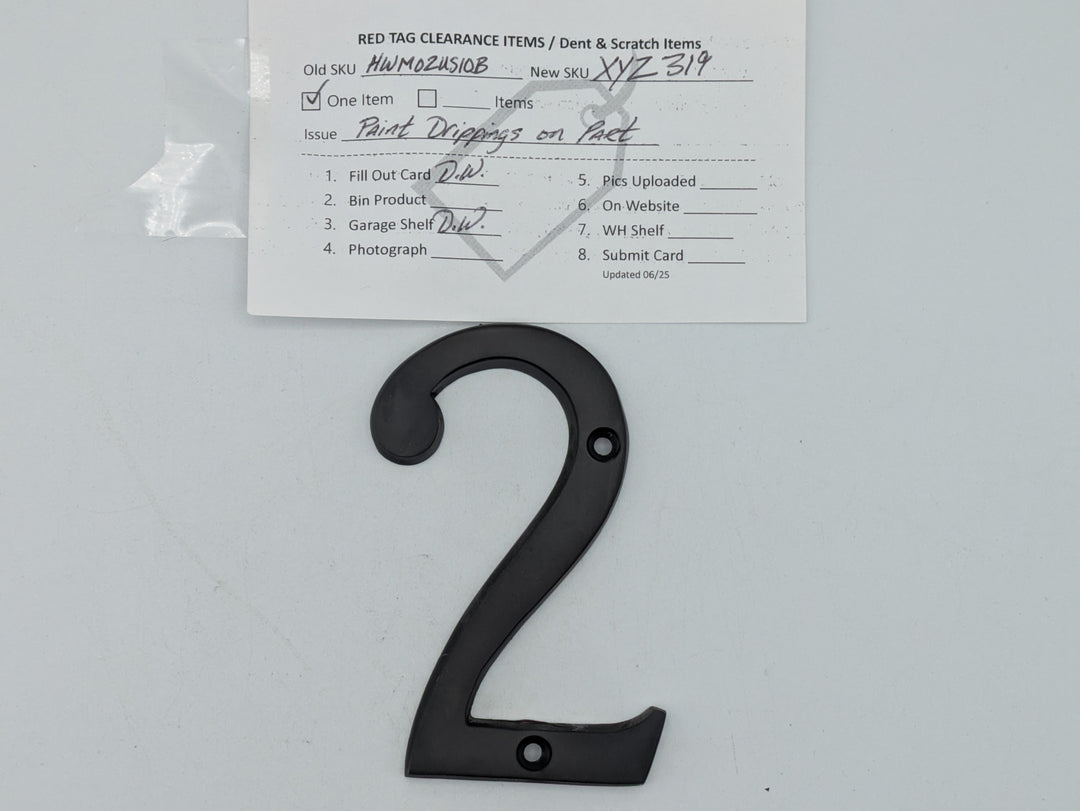 RED TAG CLEARANCE ITEMS / Dent & Scratch Items
Old SKU HWM02US10B New SKU XYZ 319
One Item Items
Issue Paint Drippings on Part
1. Fill Out Card D.W.
2. Bin Product
3. Garage Shelf D.W.
4. Photograph
5. Pics Uploaded
6. On Website
7. WH Shelf
8. Submit Card
Updated 06/25
2